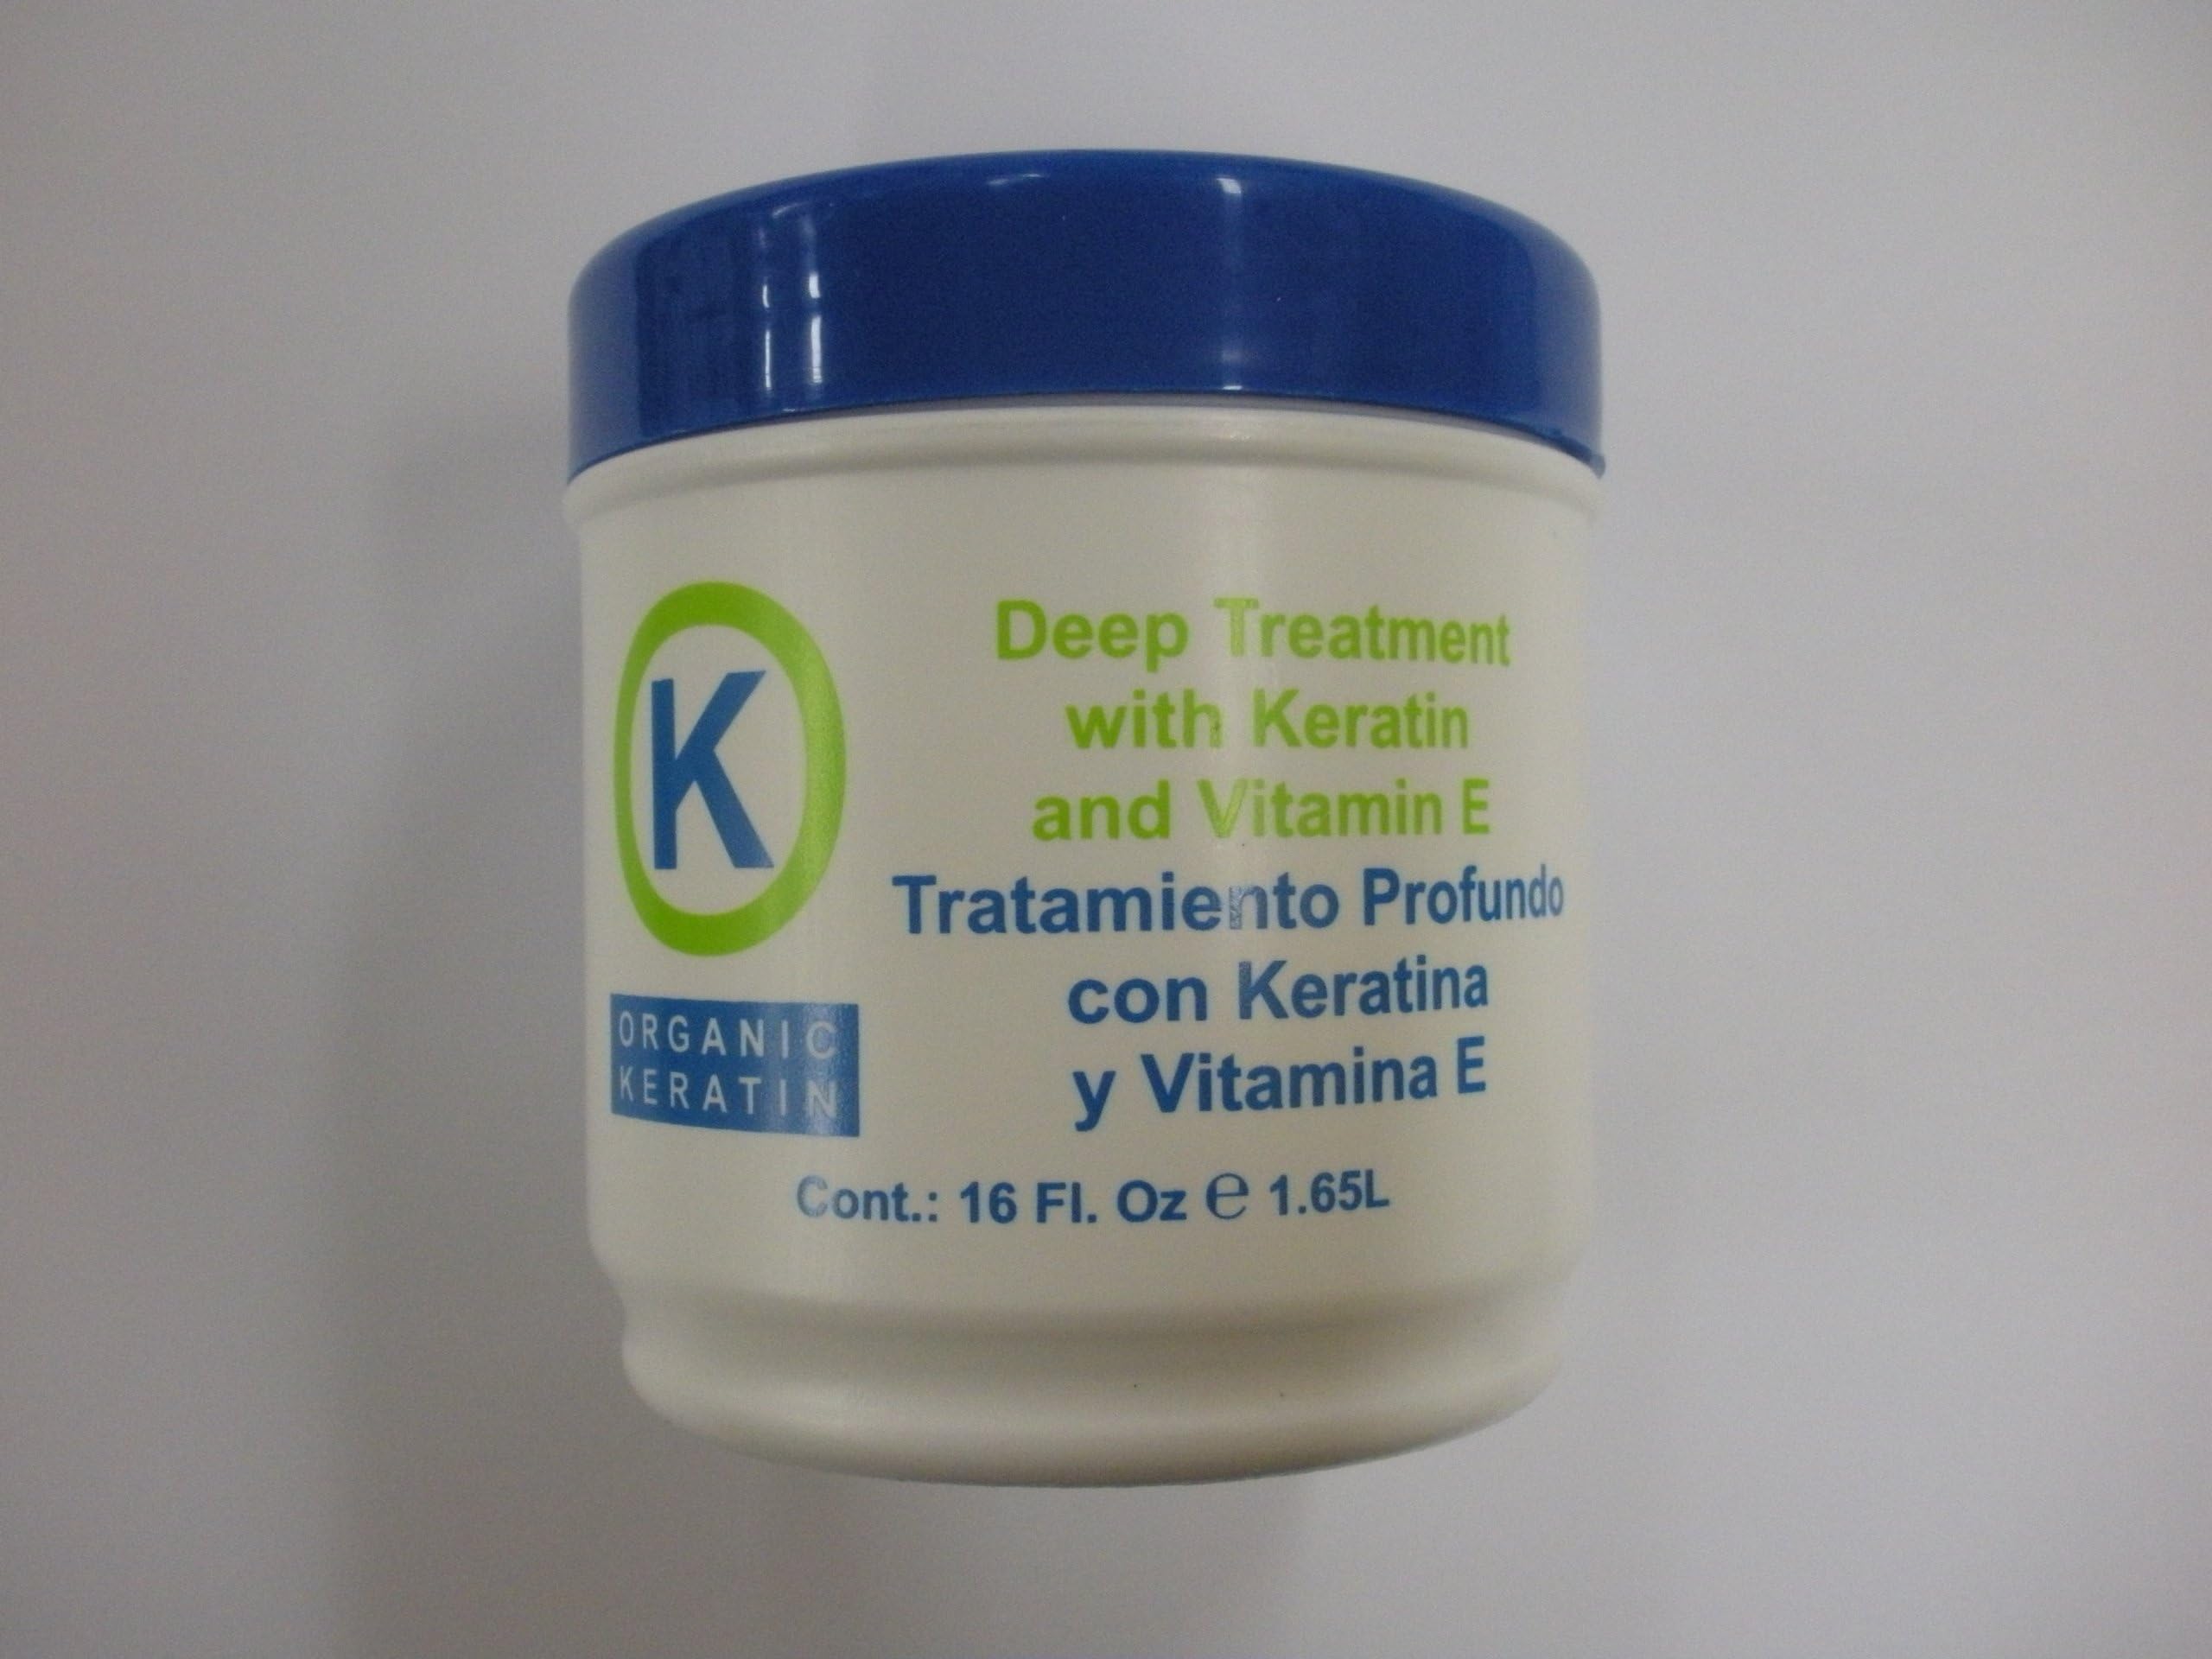 K
ORGANIC
KERATIN
Deep Treatment
with Keratin
and Vitamin E
Tratamiento Profundo
con Keratina
y Vitamina E
Cont.: 16 Fl. Oz ℮ 1.65L